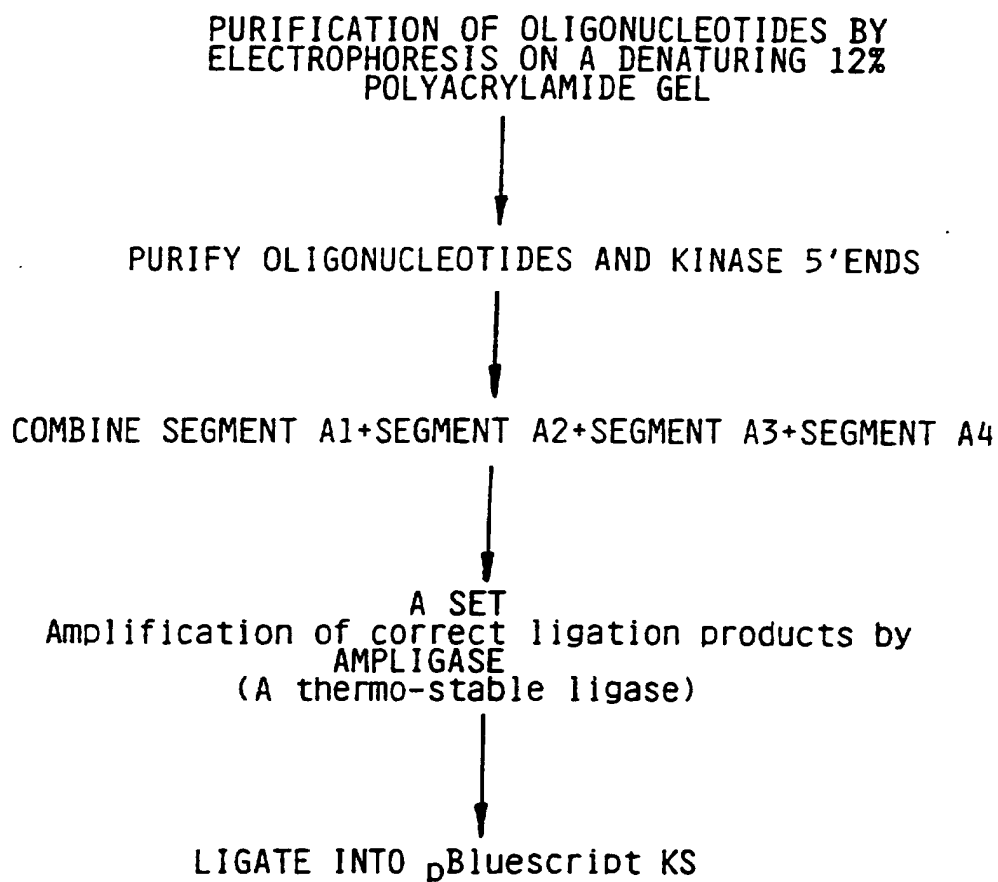 PURIFICATION OF OLIGONUCLEOTIDES BY
ELECTROPHORESIS ON A DENATURING 12%
POLYACRYLAMIDE GEL
PURIFY OLIGONUCLEOTIDES AND KINASE 5'ENDS
COMBINE SEGMENT A1+SEGMENT A2+SEGMENT A3+SEGMENT A4
A SET
Amplification of correct ligation products by
AMPLIGASE
(A thermo-stable ligase)
LIGATE INTO pBluescript KS